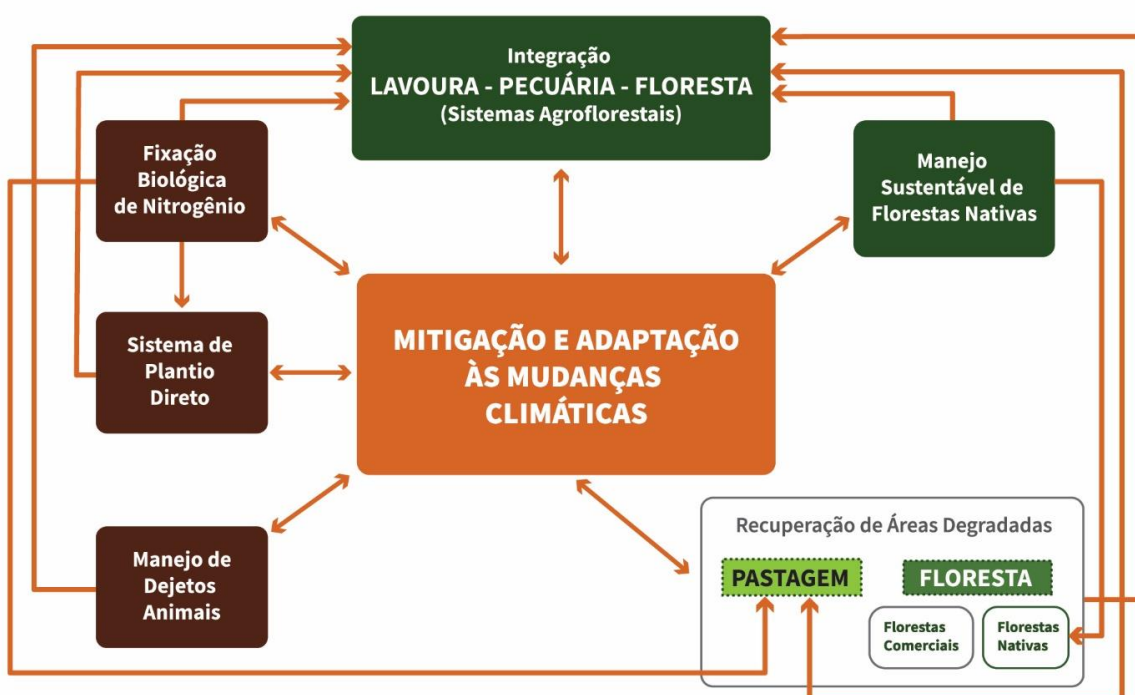 Integração
LAVOURA - PECUÁRIA - FLORESTA
(Sistemas Agroflorestais)
Fixação
Biológica
de Nitrogênio
Manejo
Sustentável de
Florestas Nativas
MITIGAÇÃO E ADAPTAÇÃO
ÀS MUDANÇAS
CLIMÁTICAS
Sistema de
Plantio
Direto
Manejo de
Dejetos
Animais
Recuperação de Áreas Degradadas
PASTAGEM
FLORESTA
Florestas
Comerciais
Florestas
Nativas